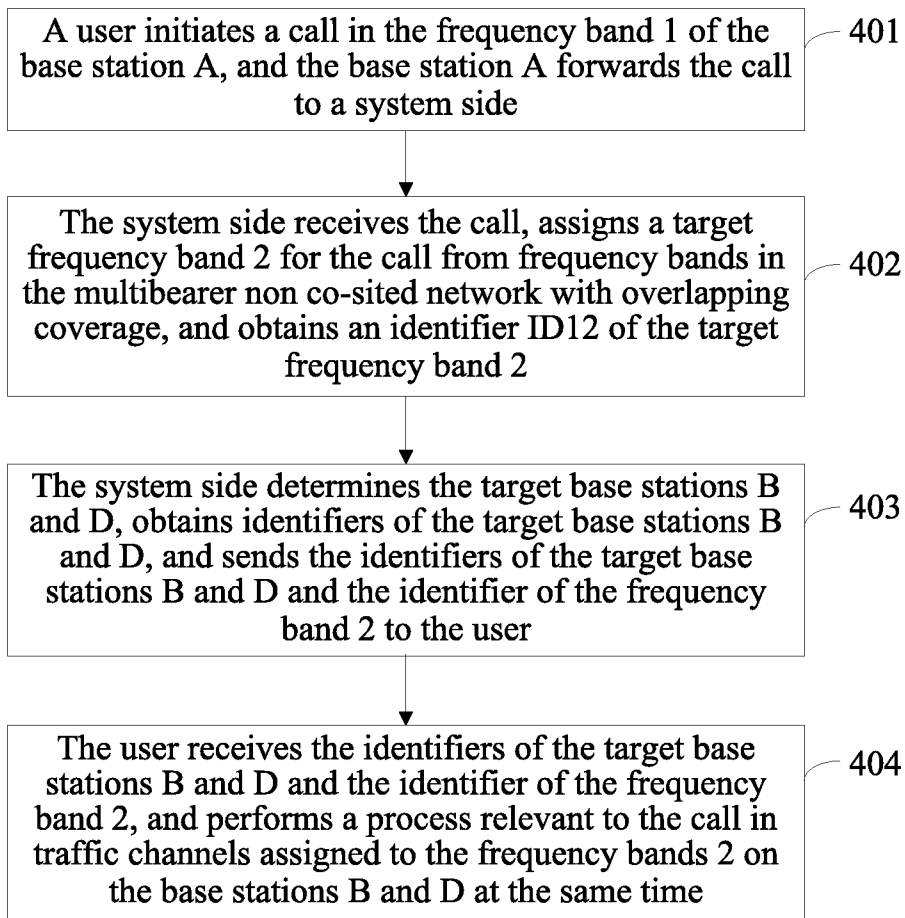 A user initiates a call in the frequency band 1 of the
base station A, and the base station A forwards the call
to a system side
401
The system side receives the call, assigns a target
frequency band 2 for the call from frequency bands in
the multibearer non co-sited network with overlapping
coverage, and obtains an identifier ID12 of the target
frequency band 2
402
The system side determines the target base stations B
and D, obtains identifiers of the target base stations B
and D, and sends the identifiers of the target base
stations B and D and the identifier of the frequency
band 2 to the user
403
The user receives the identifiers of the target base
stations B and D and the identifier of the frequency
band 2, and performs a process relevant to the call in
traffic channels assigned to the frequency bands 2 on
the base stations B and D at the same time
404